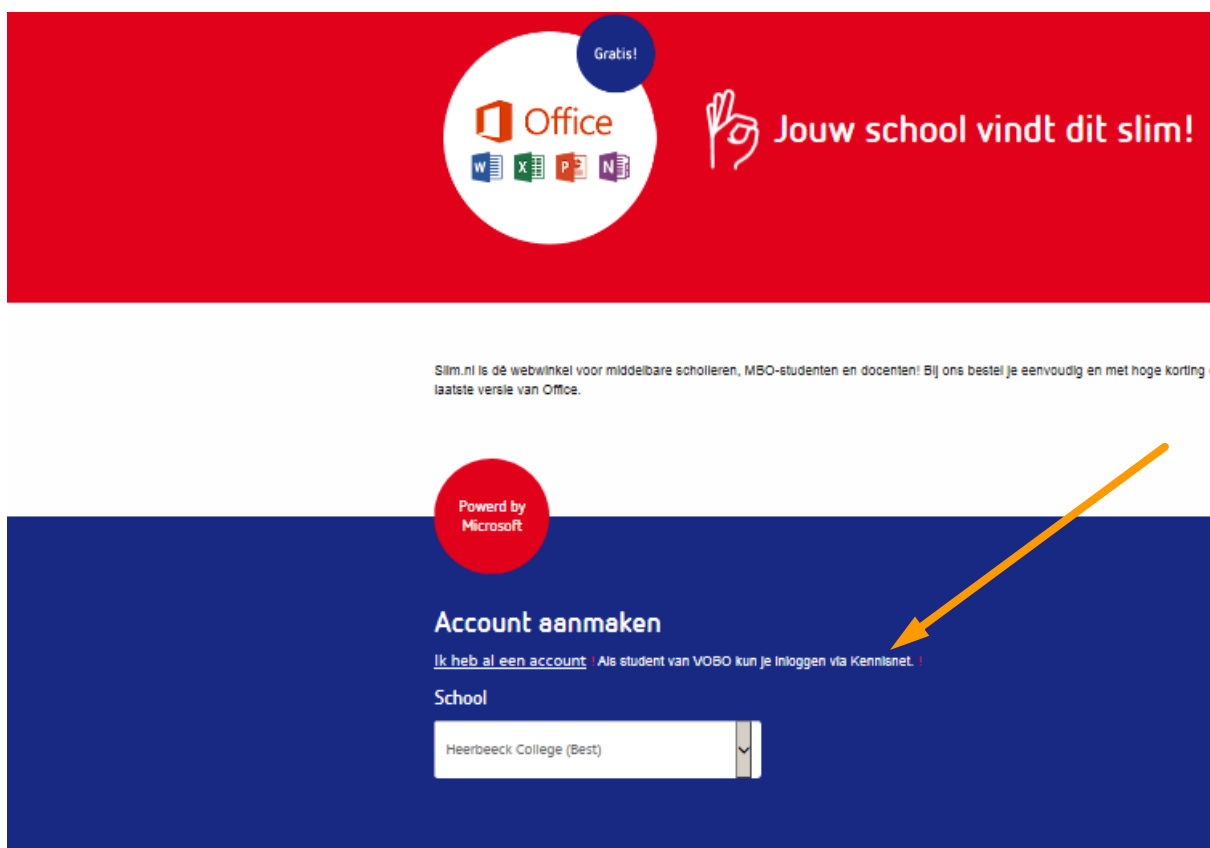 Gratis!
Office
W X P N
Jouw school vindt dit slim!
Slim.nl is dé webwinkel voor middelbare scholieren, MBO-studenten en docenten! Bij ons bestel je eenvoudig en met hoge korting
laatste versie van Office.
Powerd by
Microsoft
Account aanmaken
Ik heb al een account ! Als student van VOBO kun je inloggen via Kennisnet. !
School
Heerbeeck College (Best)